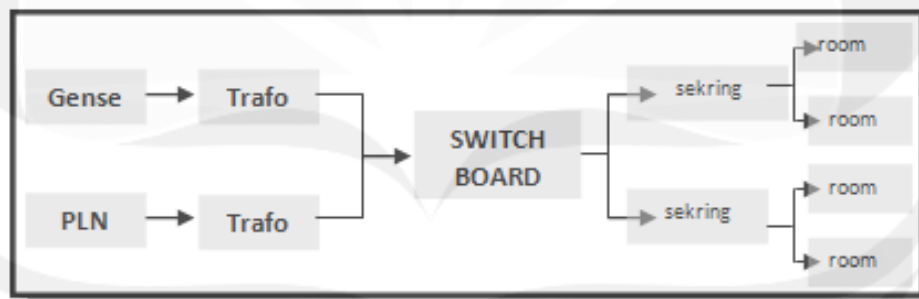 Gense
Trafo
PLN
Trafo
SWITCH
BOARD
sekring
room
room
sekring
room
room